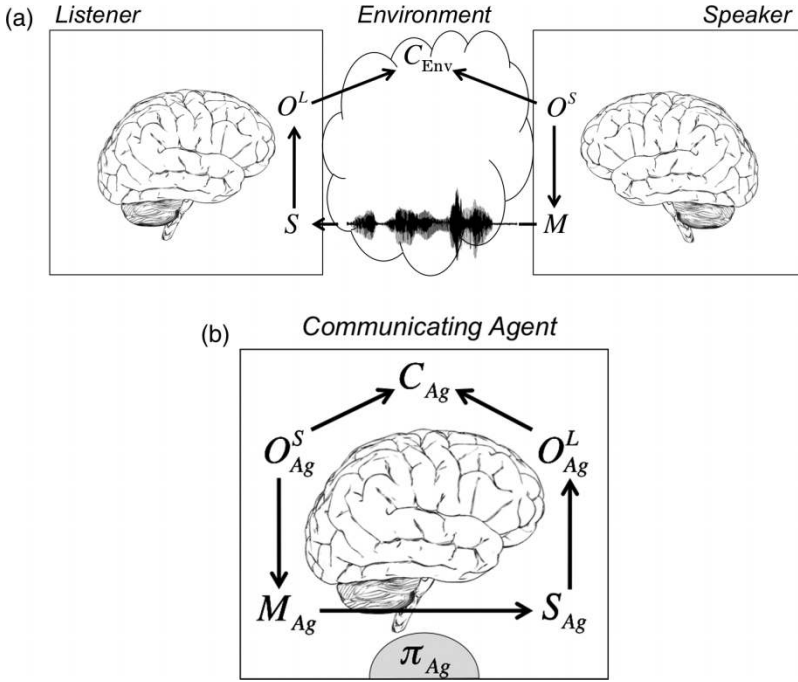 (a) Listener Environment Speaker
C_Env
O^L O^S
S M
(b) Communicating Agent
C_Ag
O^S_Ag O^L_Ag
M_Ag S_Ag
π_Ag